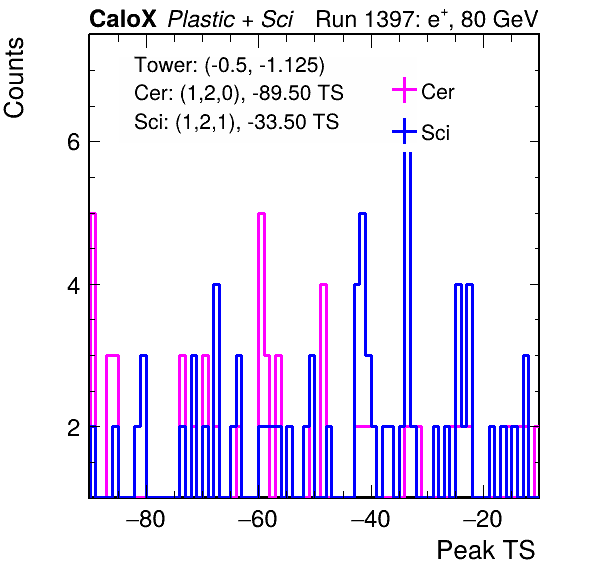 CaloX Plastic + Sci Run 1397: e+, 80 GeV
Counts
Tower: (-0.5, -1.125)
Cer: (1,2,0), -89.50 TS
Sci: (1,2,1), -33.50 TS
Cer
Sci
6
4
2
−80 −60 −40 −20
Peak TS